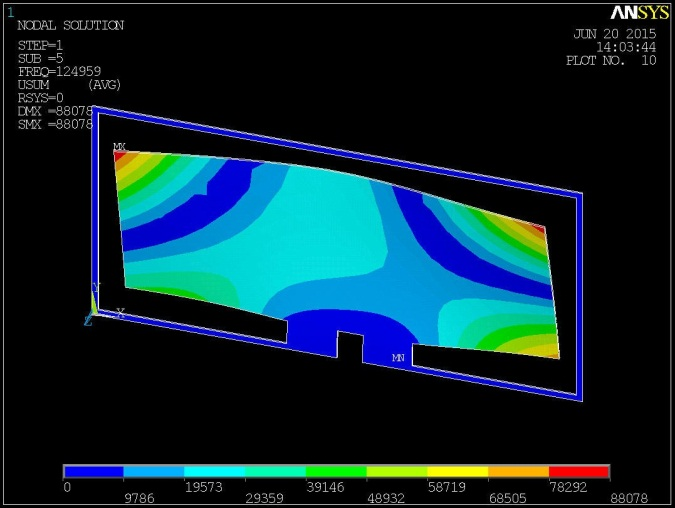 1
ANSYS
NODAL SOLUTION
JUN 20 2015
14:03:44
PLOT NO. 10
STEP=1
SUB =5
FREQ=124959
USUM (AVG)
RSYS=0
DMX =88078
SMX =88078
MX
Y
Z X
MN
0 19573 39146 58719 78292
9786 29359 48932 68505 88078